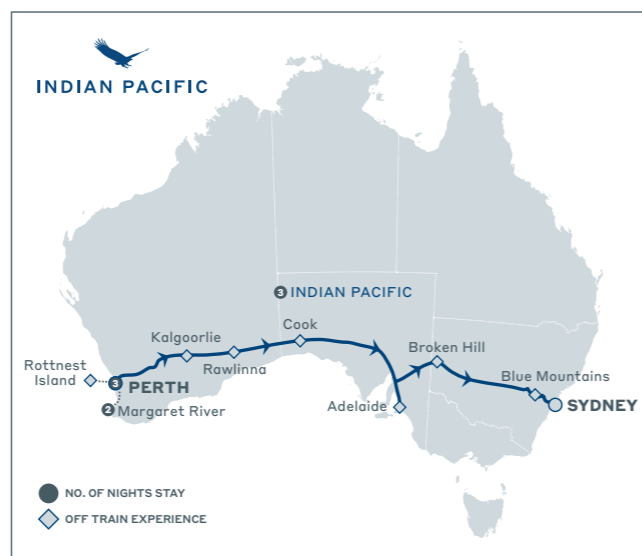 INDIAN PACIFIC
3 INDIAN PACIFIC
Cook
Kalgoorlie
Broken Hill
Rawlinna
Blue Mountains
Rottnest
Island
3 PERTH
Adelaide
SYDNEY
2 Margaret River
NO. OF NIGHTS STAY
OFF TRAIN EXPERIENCE